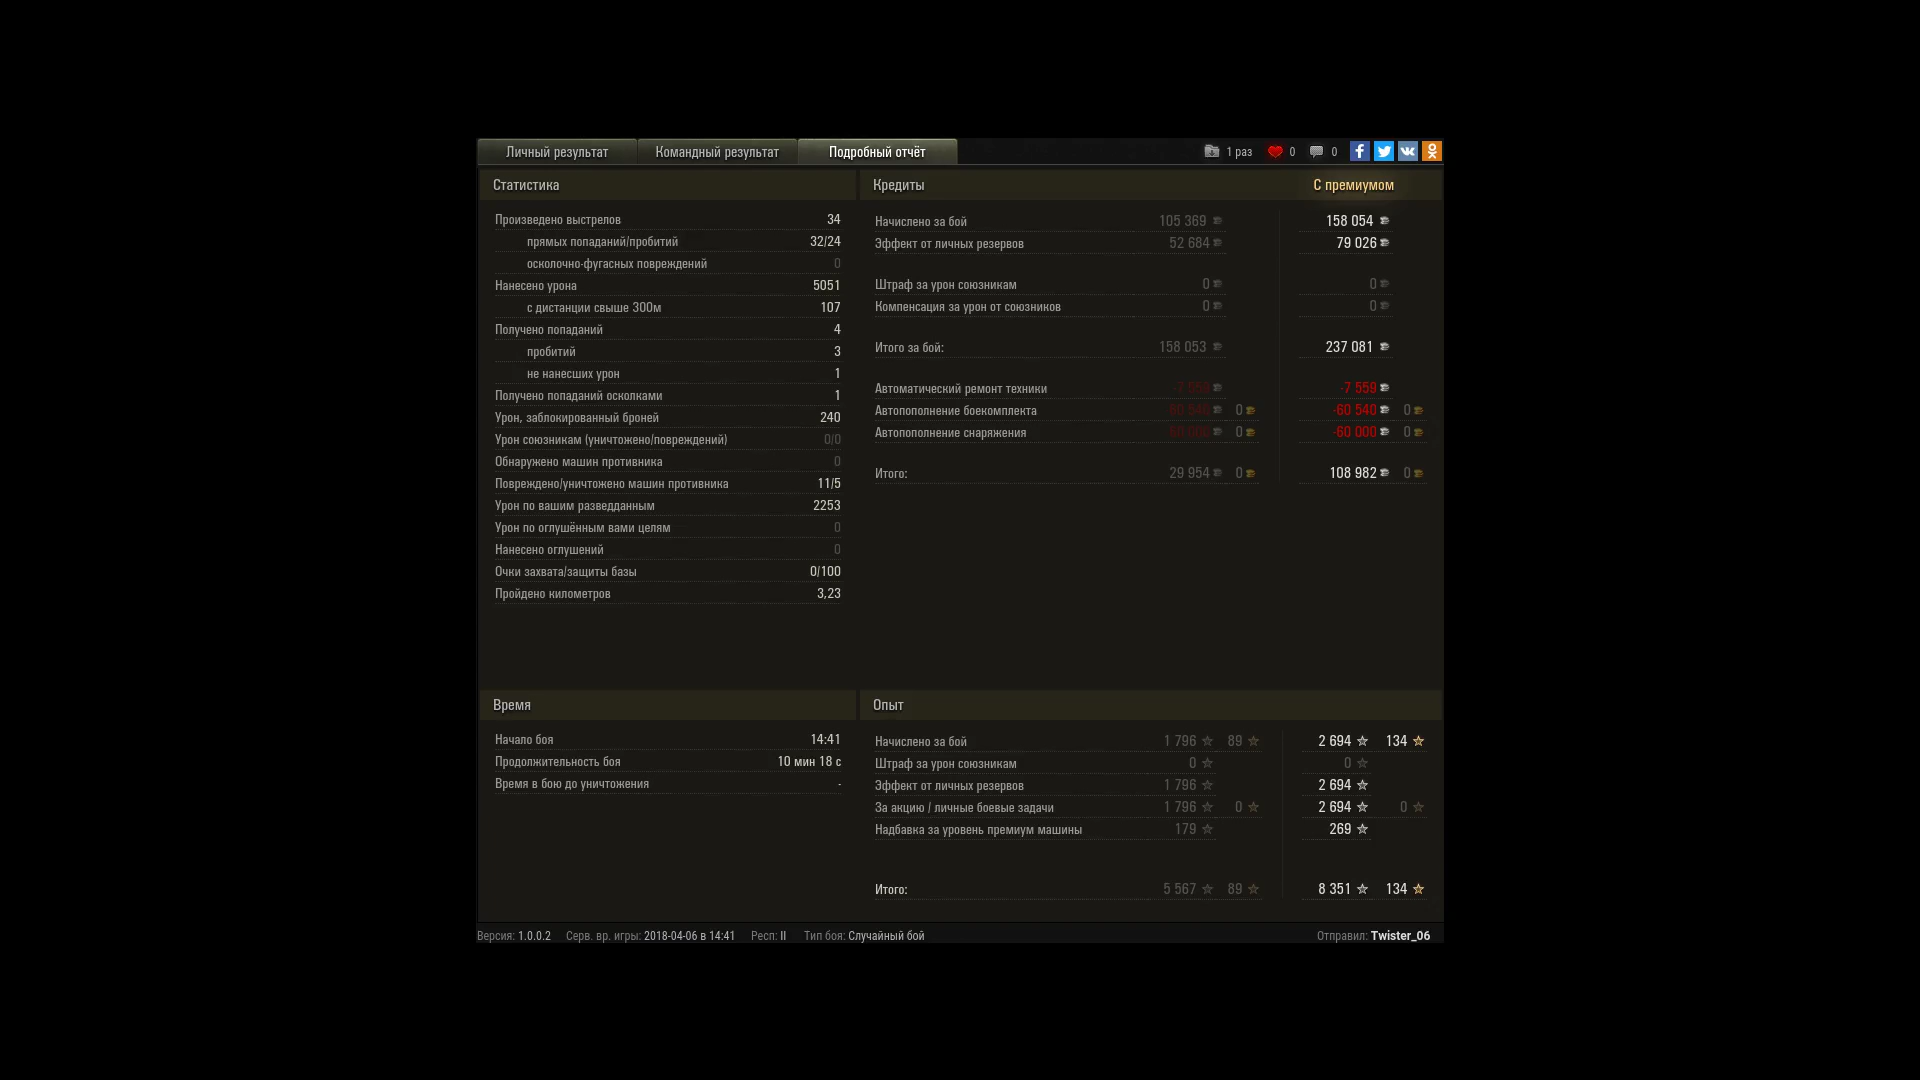 Личный результат Командный результат Подробный отчёт 1 раз 0 0
Статистика
Произведено выстрелов 34
прямых попаданий/пробитий 32/24
осколочно-фугасных повреждений 0
Нанесено урона 5051
с дистанции свыше 300м 107
Получено попаданий 4
пробитий 3
не нанесших урон 1
Получено попаданий осколками 1
Урон, заблокированный броней 240
Урон союзникам (уничтожено/повреждений) 0/0
Обнаружено машин противника 0
Повреждено/уничтожено машин противника 11/5
Урон по вашим разведданным 2253
Урон по оглушённым вами целям 0
Нанесено оглушений 0
Очки захвата/защиты базы 0/100
Пройдено километров 3,23
Кредиты С премиумом
Начислено за бой 105 369 158 054
Эффект от личных резервов 52 684 79 026
Штраф за урон союзникам 0 0
Компенсация за урон от союзников 0 0
Итого за бой: 158 053 237 081
Автоматический ремонт техники -7 559
Автопополнение боекомплекта 0 -60 540 0
Автопополнение снаряжения 0 -60 000 0
Итого: 29 954 0 108 982 0
Время
Начало боя 14:41
Продолжительность боя 10 мин 18 с
Время в бою до уничтожения -
Опыт
Начислено за бой 1 796 89 2 694 134
Штраф за урон союзникам 0 0
Эффект от личных резервов 1 796 2 694
За акцию / личные боевые задачи 1 796 0 2 694 0
Надбавка за уровень премиум машины 179 269
Итого: 5 567 89 8 351 134
Версия: 1.0.0.2 Серв. вр. игры: 2018-04-06 в 14:41 Респ: II Тип боя: Случайный бой Отправил: Twister_06